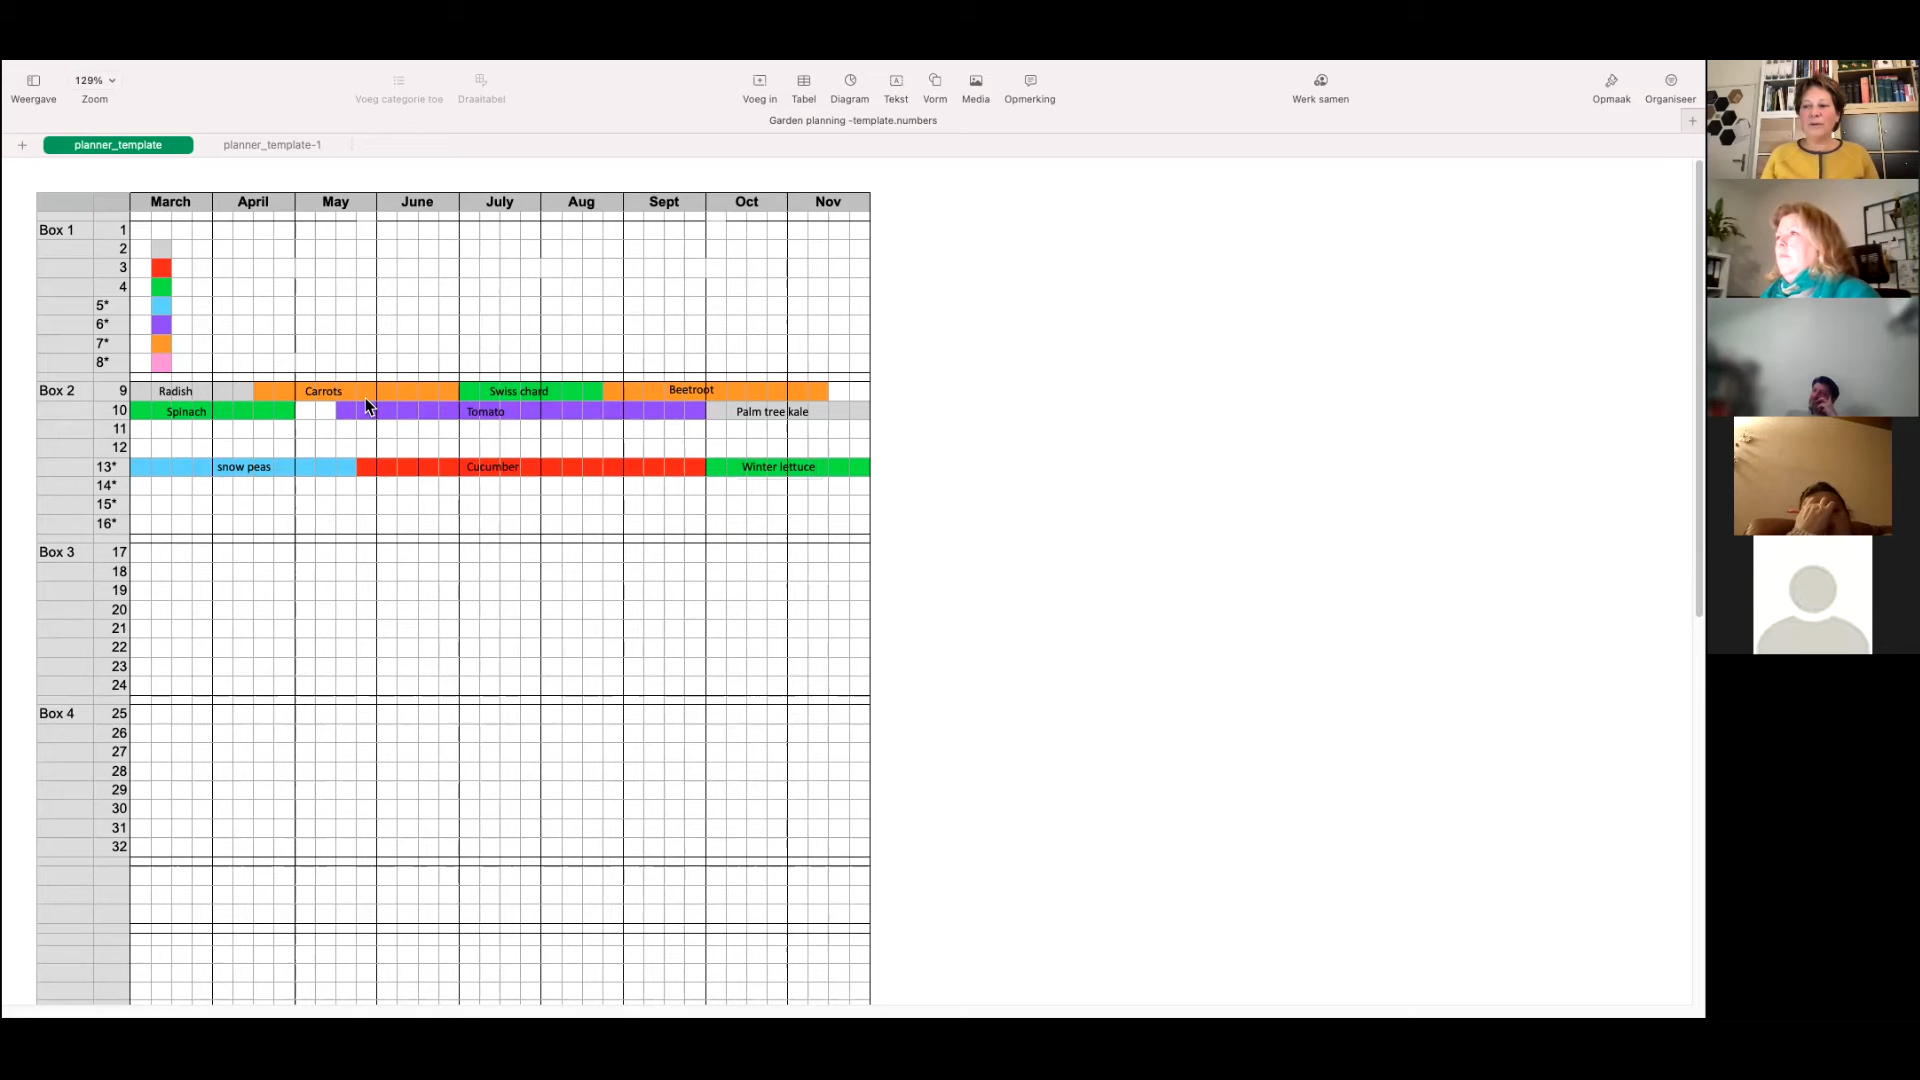 129%
Weergave
Zoom
Voeg categorie toe
Draaitabel
Voeg in
Tabel
Diagram
Tekst
Vorm
Media
Opmerking
Werk samen
Opmaak
Organiseer
Garden planning -template.numbers
planner_template
planner_template-1
March April May June July Aug Sept Oct Nov
Box 1 1
2
3
4
5*
6*
7*
8*
Box 2 9 Radish Carrots Swiss chard Beetroot
10 Spinach Tomato Palm tree kale
11
12
13* snow peas Cucumber Winter lettuce
14*
15*
16*
Box 3 17
18
19
20
21
22
23
24
Box 4 25
26
27
28
29
30
31
32